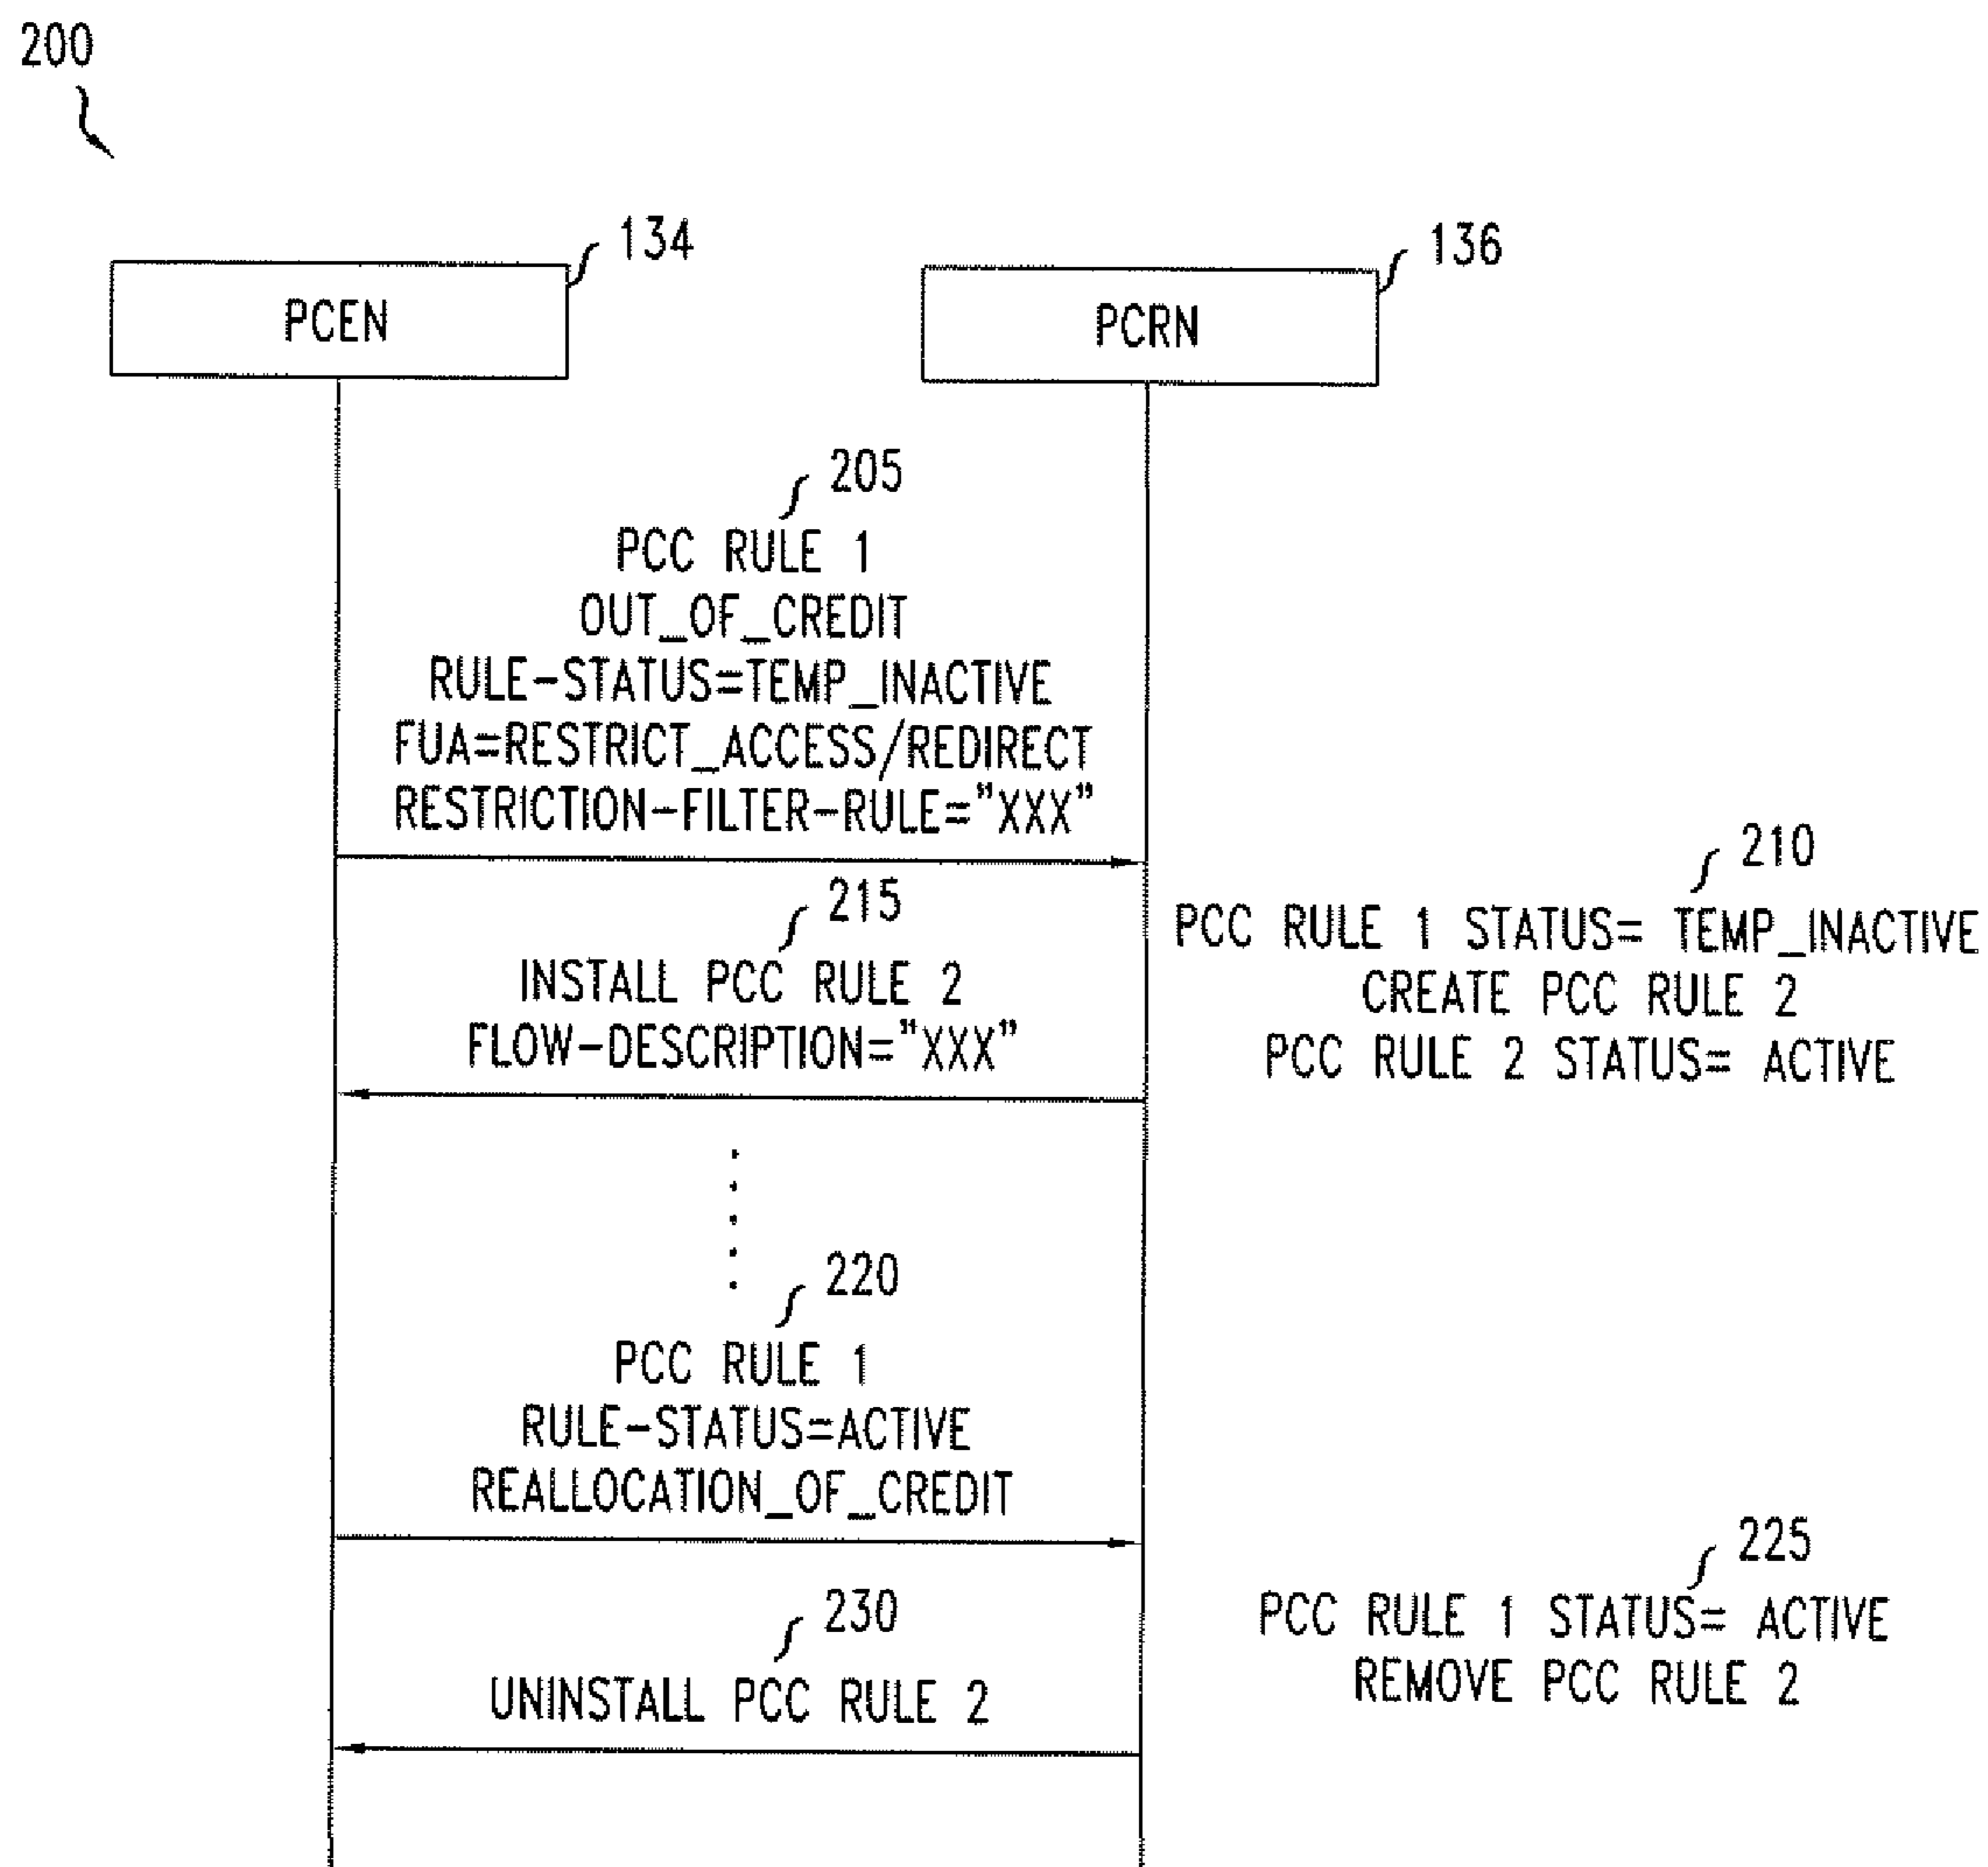 200
134
136
PCEN
PCRN
205
PCC RULE 1
OUT_OF_CREDIT
RULE-STATUS=TEMP_INACTIVE
FUA=RESTRICT_ACCESS/REDIRECT
RESTRICTION-FILTER-RULE="XXX"
210
PCC RULE 1 STATUS= TEMP_INACTIVE
CREATE PCC RULE 2
PCC RULE 2 STATUS= ACTIVE
215
INSTALL PCC RULE 2
FLOW-DESCRIPTION="XXX"
220
PCC RULE 1
RULE-STATUS=ACTIVE
REALLOCATION_OF_CREDIT
225
PCC RULE 1 STATUS= ACTIVE
REMOVE PCC RULE 2
230
UNINSTALL PCC RULE 2